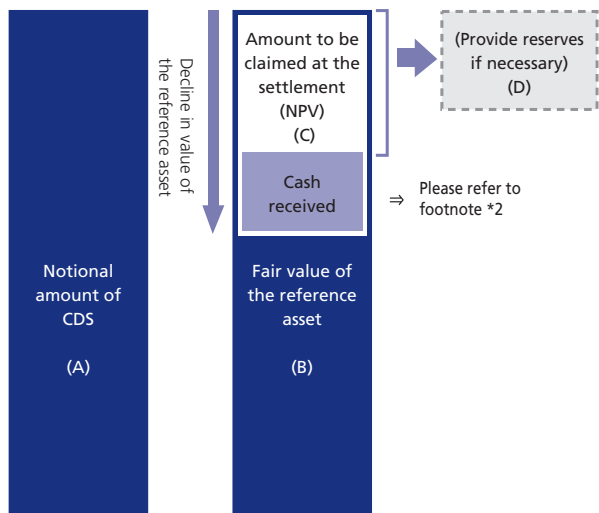 Notional
amount of
CDS
(A)
Decline in value of
the reference asset
Amount to be
claimed at the
settlement
(NPV)
(C)
Cash
received
Fair value of
the reference
asset
(B)
(Provide reserves
if necessary)
(D)
⇒ Please refer to
footnote *2